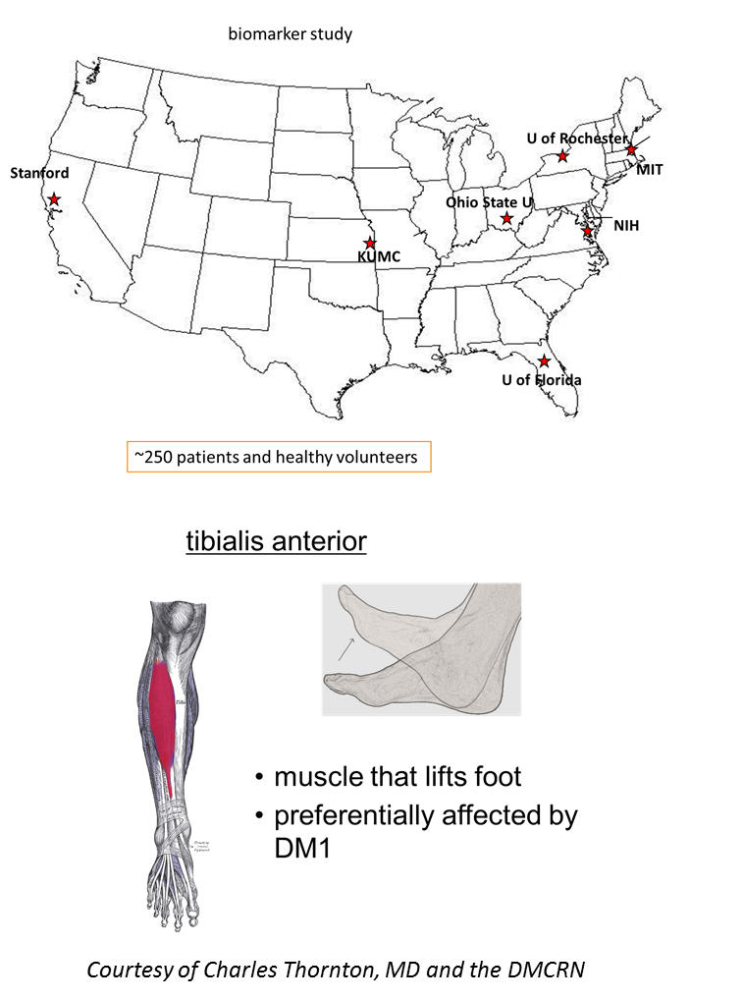 biomarker study
U of Rochester
MIT
Stanford
Ohio State U
NIH
KUMC
U of Florida
~250 patients and healthy volunteers
tibialis anterior
• muscle that lifts foot
• preferentially affected by
DM1
Courtesy of Charles Thornton, MD and the DMCRN